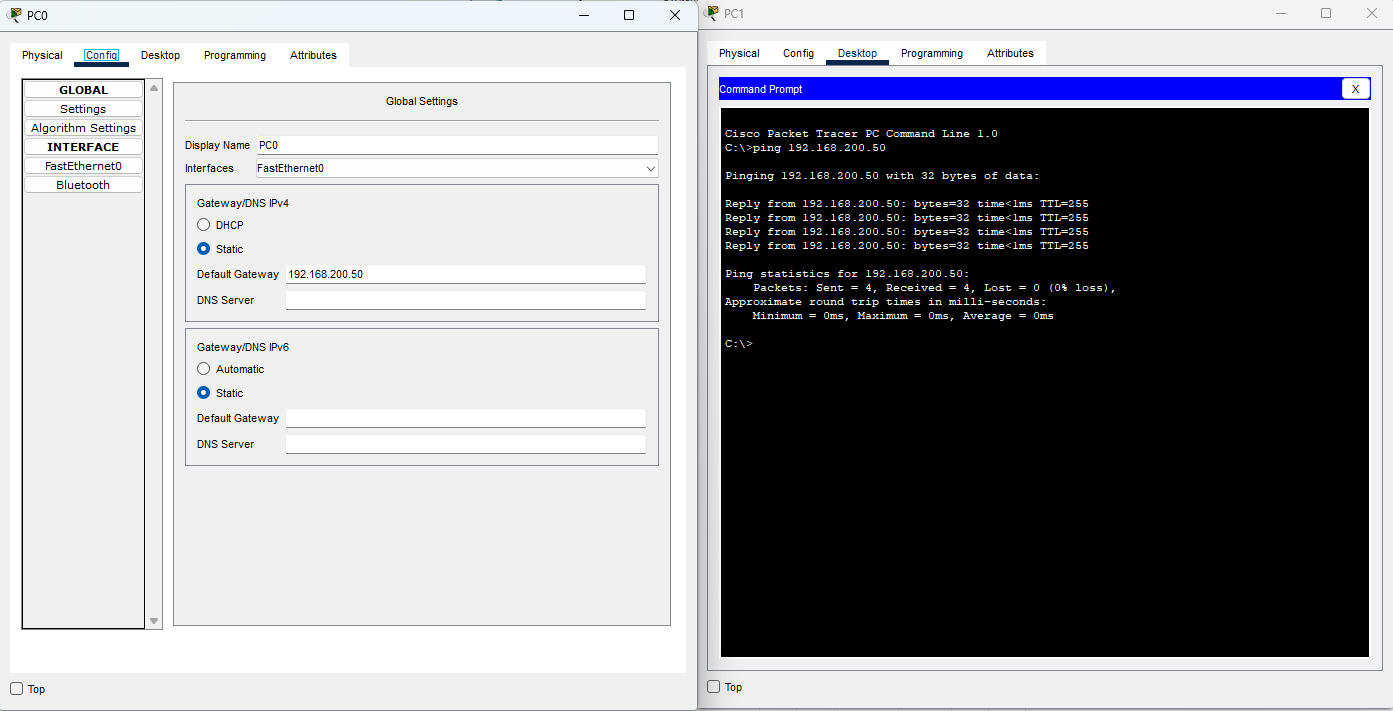 PC0
Physical Config Desktop Programming Attributes
GLOBAL
Settings
Algorithm Settings
INTERFACE
FastEthernet0
Bluetooth
Global Settings
Display Name PC0
Interfaces FastEthernet0
Gateway/DNS IPv4
DHCP
Static
Default Gateway 192.168.200.50
DNS Server
Gateway/DNS IPv6
Automatic
Static
Default Gateway
DNS Server
Top
PC1
Physical Config Desktop Programming Attributes
Command Prompt X
Cisco Packet Tracer PC Command Line 1.0
C:\>ping 192.168.200.50
Pinging 192.168.200.50 with 32 bytes of data:
Reply from 192.168.200.50: bytes=32 time<1ms TTL=255
Reply from 192.168.200.50: bytes=32 time<1ms TTL=255
Reply from 192.168.200.50: bytes=32 time<1ms TTL=255
Reply from 192.168.200.50: bytes=32 time<1ms TTL=255
Ping statistics for 192.168.200.50:
Packets: Sent = 4, Received = 4, Lost = 0 (0% loss),
Approximate round trip times in milli-seconds:
Minimum = 0ms, Maximum = 0ms, Average = 0ms
C:\>
Top